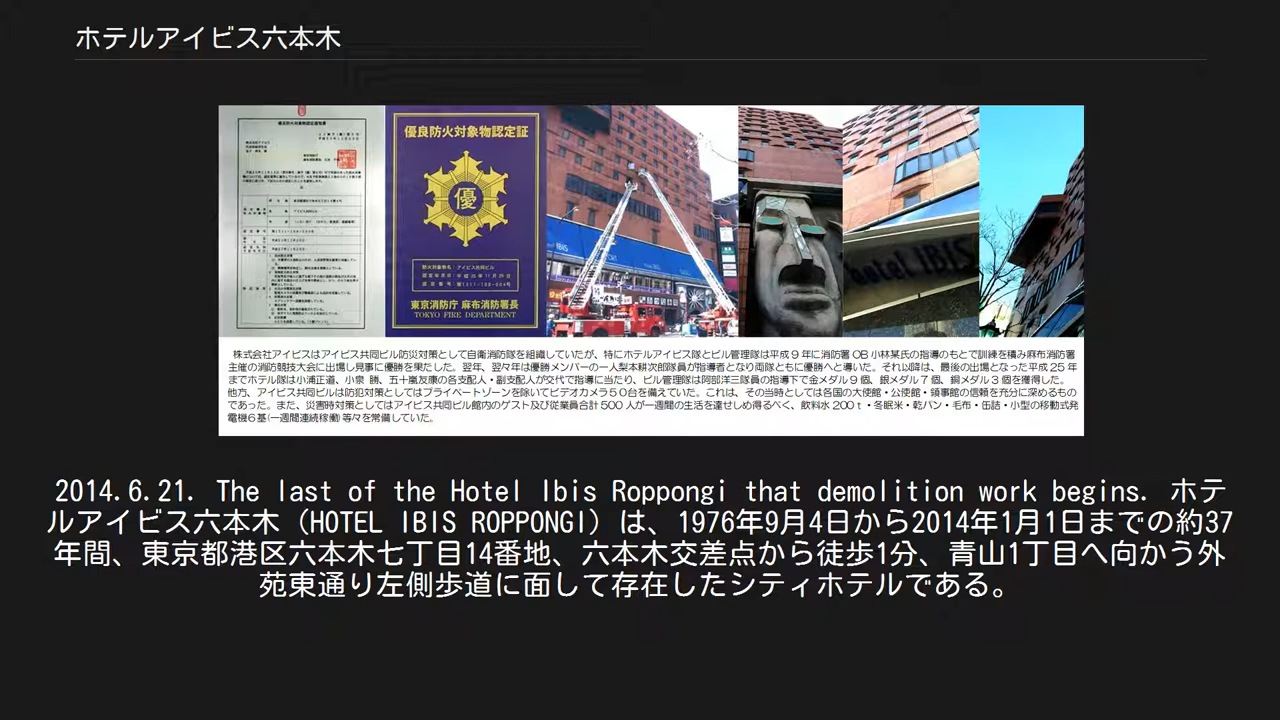 ホテルアイビス六本木
優良防火対象物認定証
優
防火対象物名：アイビス共同ビル
東京消防庁 麻布消防署長
TOKYO FIRE DEPARTMENT
IBIS
HOTEL IBIS
株式会社アイビスはアイビス共同ビル防災対策として自衛消防隊を組織していたが、特にホテルアイビス隊とビル管理隊は平成９年に消防署ＯＢ小林某氏の指導のもとで訓練を積み麻布消防署
主催の消防競技大会に出場し見事に優勝を果たした。翌年、翌々年は優勝メンバーの一人梨本耕次郎隊員が指導者となり両隊ともに優勝へと導いた。それ以降は、最後の出場となった平成25年
までホテル隊は小浦正道、小泉 勝、五十嵐友康の各支配人・副支配人が交代で指導に当たり、ビル管理隊は阿部洋三隊員の指導下で金メダル９個、銀メダル７個、銅メダル３個を獲得した。
他方、アイビス共同ビルは防犯対策としてはプライベートゾーンを除いてビデオカメラ５０台を備えていた。これは、その当時としては各国の大使館・公使館・領事館の信頼を充分に深めるもの
であった。また、災害時対策としてはアイビス共同ビル館内のゲスト及び従業員合計500人が一週間の生活を達せしめ得るべく、飲料水200ｔ・冬眠米・乾パン・毛布・缶詰・小型の移動式発
電機６基(一週間連続稼働)等々を常備していた。
2014.6.21. The last of the Hotel Ibis Roppongi that demolition work begins. ホテ
ルアイビス六本木（HOTEL IBIS ROPPONGI）は、1976年9月4日から2014年1月1日までの約37
年間、東京都港区六本木七丁目14番地、六本木交差点から徒歩1分、青山1丁目へ向かう外
苑東通り左側歩道に面して存在したシティホテルである。